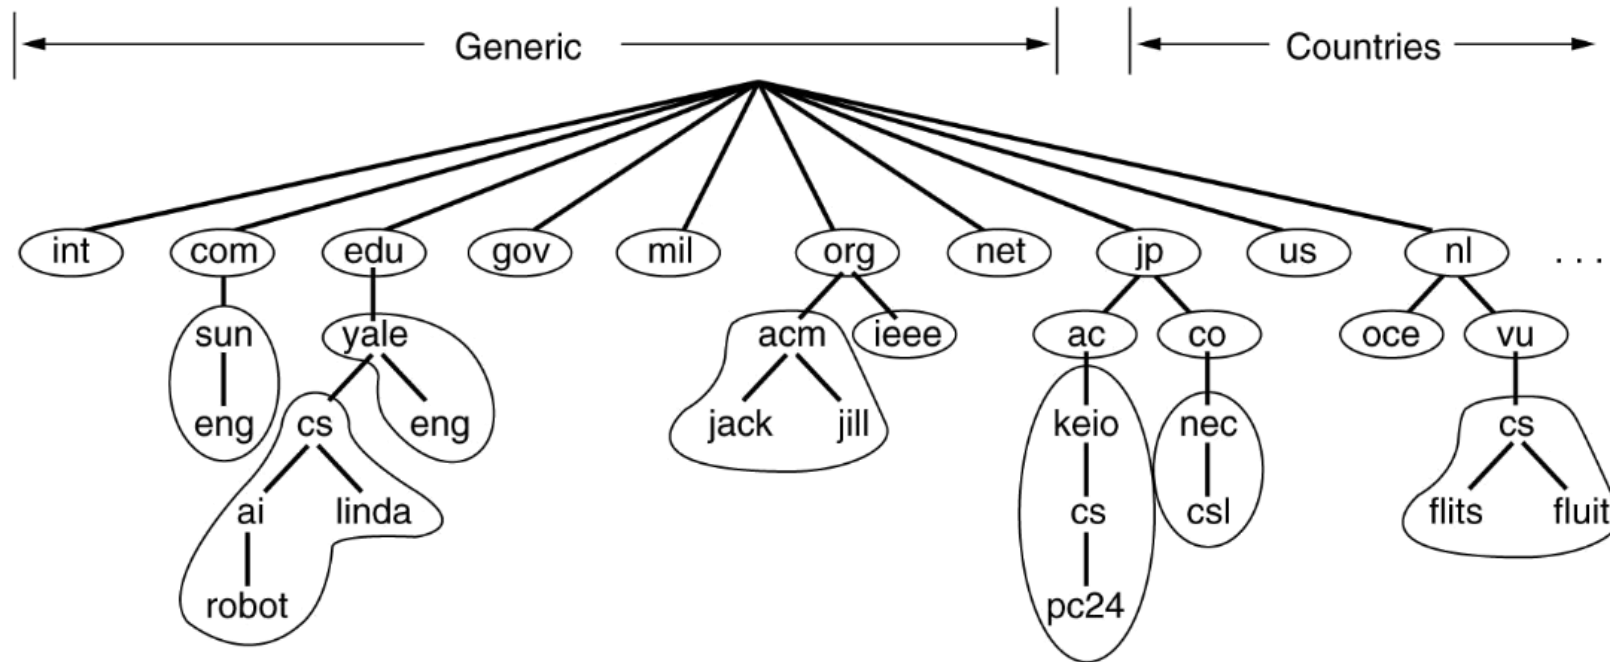 Generic Countries
int com edu gov mil org net jp us nl ...
sun yale acm ieee ac co oce vu
eng cs eng jack jill keio nec cs
ai linda cs csl flits fluit
robot pc24